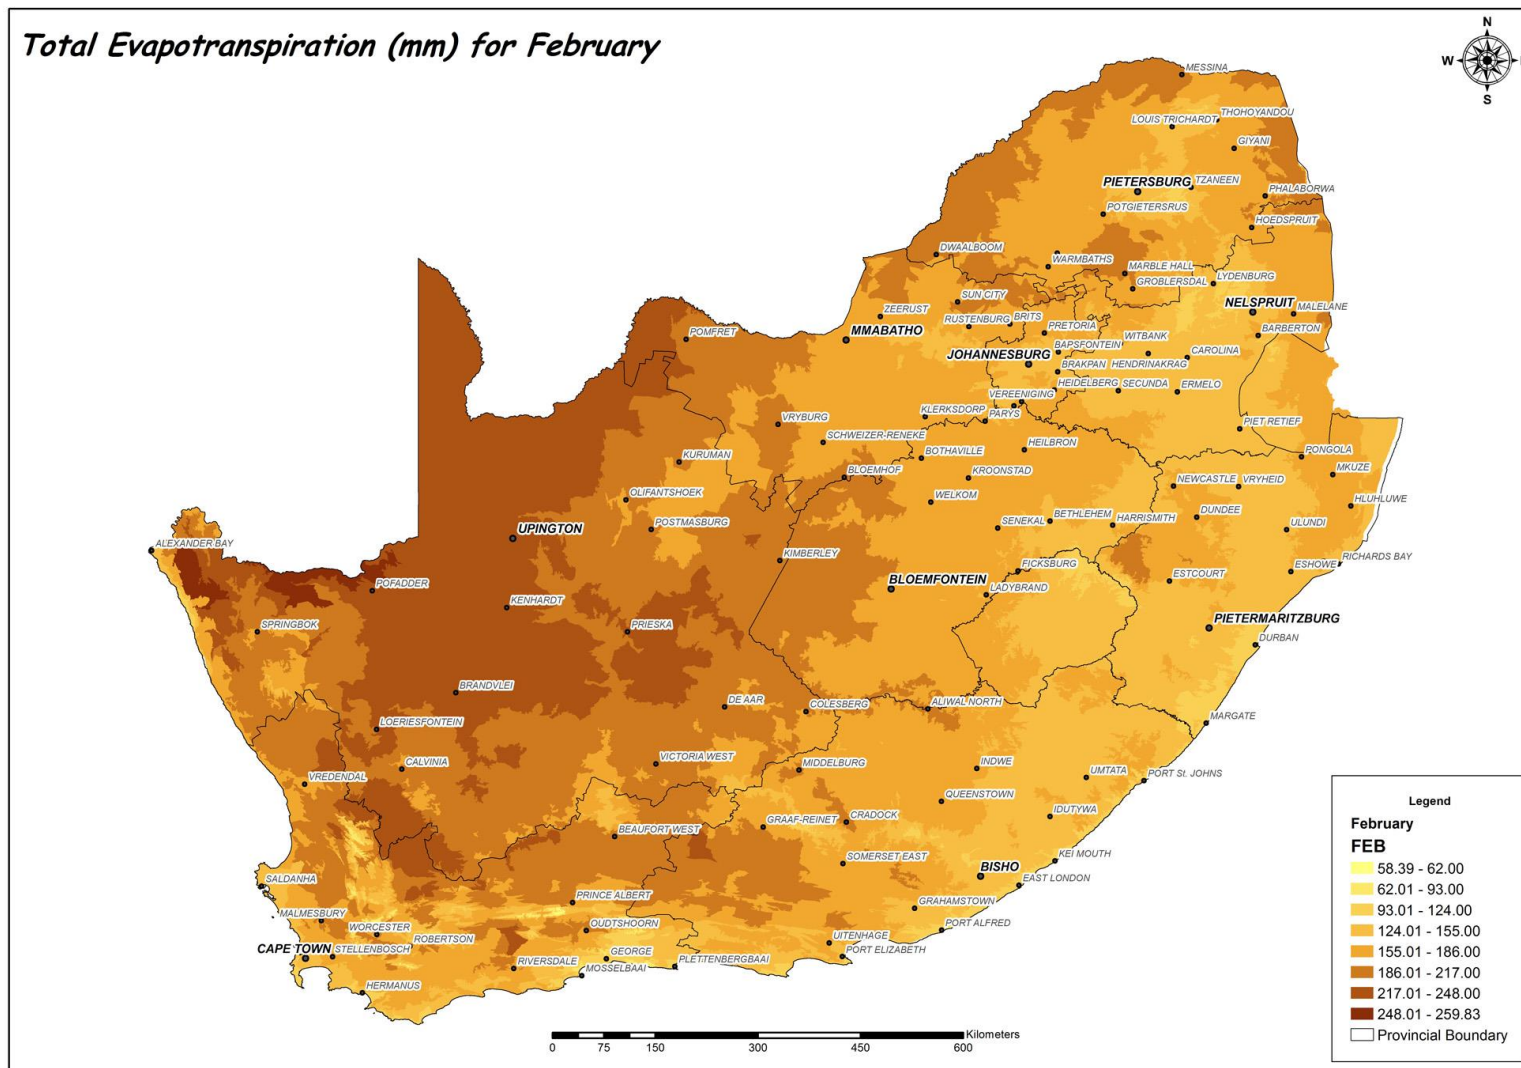 Total Evapotranspiration (mm) for February
N
W
S
MESSINA
THOHOYANDOU
LOUIS TRICHARDT
GIYANI
PIETERSBURG
TZANEEN
PHALABORWA
POTGIETERSRUS
HOEDSPRUIT
DWAALBOOM
WARMBATHS
MARBLE HALL
LYDENBURG
GROBLERSDAL
SUN CITY
NELSPRUIT
MALELANE
ZEERUST
RUSTENBURG
BRITS
PRETORIA
MMABATHO
WITBANK
BARBERTON
POMFRET
JOHANNESBURG
BAPSFONTEIN
HENDRINAKRAG
CAROLINA
BRAKPAN
HEIDELBERG
SECUNDA
ERMELO
VEREENIGING
KLERKSDORP
PARYS
VRYBURG
PIET RETIEF
SCHWEIZER-RENEKE
HEILBRON
KURUMAN
BOTHAVILLE
PONGOLA
BLOEMHOF
KROONSTAD
MKUZE
NEWCASTLE
VRYHEID
OLIFANTSHOEK
WELKOM
HLUHLUWE
UPINGTON
POSTMASBURG
SENEKAL
BETHLEHEM
HARRISMITH
DUNDEE
ULUNDI
ALEXANDER BAY
KIMBERLEY
RICHARDS BAY
FICKSBURG
ESHOWE
POFADDER
BLOEMFONTEIN
LADYBRAND
ESTCOURT
KENHARDT
SPRINGBOK
PRIESKA
PIETERMARITZBURG
DURBAN
BRANDVLEI
DE AAR
COLESBERG
ALIWAL NORTH
LOERIESFONTEIN
MARGATE
CALVINIA
VICTORIA WEST
MIDDELBURG
INDWE
VREDENDAL
UMTATA
PORT St. JOHNS
QUEENSTOWN
IDUTYWA
BEAUFORT WEST
GRAAF-REINET
CRADOCK
SOMERSET EAST
KEI MOUTH
BISHO
SALDANHA
EAST LONDON
PRINCE ALBERT
GRAHAMSTOWN
MALMESBURY
OUDTSHOORN
PORT ALFRED
WORCESTER
ROBERTSON
UITENHAGE
CAPE TOWN
STELLENBOSCH
GEORGE
PORT ELIZABETH
RIVERSDALE
MOSSELBAAI
PLETTENBERGBAAI
HERMANUS
Kilometers
0 75 150 300 450 600
Legend
February
FEB
58.39 - 62.00
62.01 - 93.00
93.01 - 124.00
124.01 - 155.00
155.01 - 186.00
186.01 - 217.00
217.01 - 248.00
248.01 - 259.83
Provincial Boundary